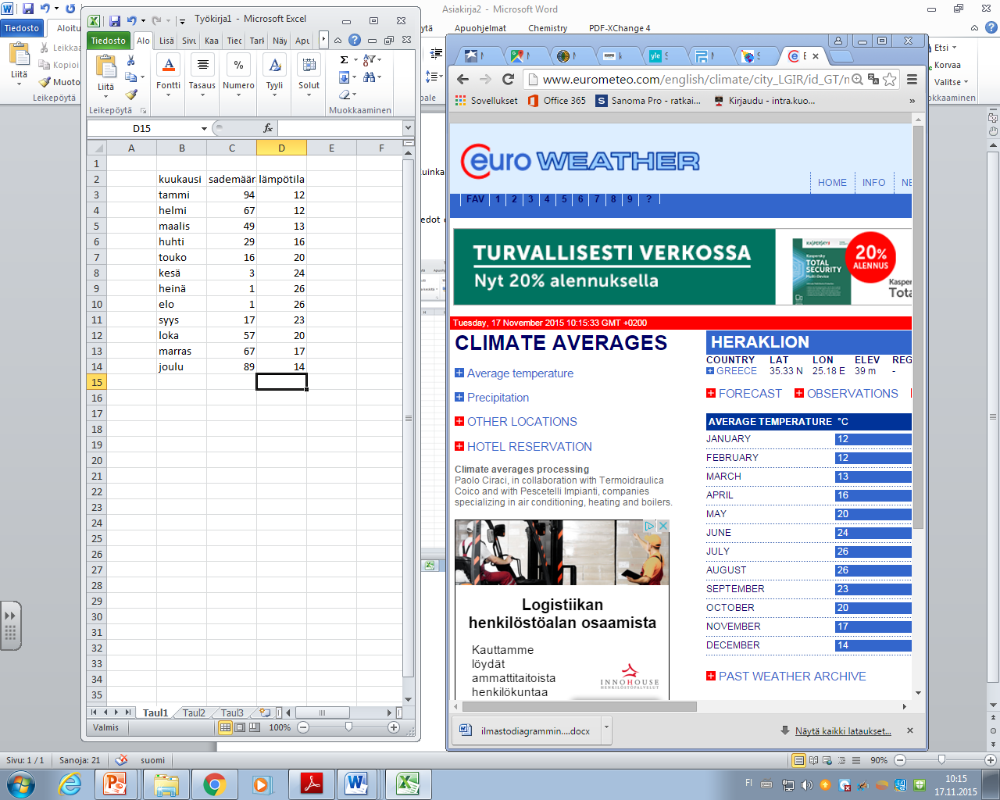 Asiakirja2 - Microsoft Word
Tiedosto
Apuohjelmat
Chemistry
PDF-XChange 4
Liitä
Kopioi
Leikepöytä
Etsi
Korvaa
Valitse
Työkirja1 - Microsoft Excel
Tiedosto
Alo
Lisä
Kaa
Tark
Näy
Liitä
Fontti
Tasaus
Numero
Tyyli
Solut
Leikepöytä
Muokkaaminen
D15
fx
A B C D E F
1
2 kuukausi sademäär lämpötila
3 tammi 94 12
4 helmi 67 12
5 maalis 49 13
6 huhti 29 16
7 touko 16 20
8 kesä 3 24
9 heinä 1 26
10 elo 1 26
11 syys 17 23
12 loka 57 20
13 marras 67 17
14 joulu 89 14
15
16
17
18
19
20
21
22
23
24
25
26
27
28
29
30
31
32
33
34
35
Taul1 Taul2 Taul3
Valmis
100%
www.eurometeo.com/english/climate/city_LGIR/id_GT/
Sovellukset
Office 365
Sanoma Pro - ratkai...
Kirjaudu - intra.kuo...
»
euro WEATHER
HOME
INFO
NE
FAV 1 2 3 4 5 6 7 8 9 ?
TURVALLISESTI VERKOSSA
Nyt 20% alennuksella
KASPERSKY
Kaspersky
TOTAL
SECURITY
20%
ALENNUS
Kasper
Tota
Tuesday, 17 November 2015 10:15:33 GMT +0200
CLIMATE AVERAGES
Average temperature
Precipitation
OTHER LOCATIONS
HOTEL RESERVATION
Climate averages processing
Paolo Ciraci, in collaboration with Termoidraulica
Coico and with Pescetelli Impianti, companies
specializing in air conditioning, heating and boilers.
Logistiikan
henkilöstöalan osaamista
Kauttamme
löydät
ammattitaitoista
henkilökuntaa
INNOHOUSE
HENKILÖSTÖPALVELUT
HERAKLION
COUNTRY LAT LON ELEV REG
GREECE 35.33 N 25.18 E 39 m -
FORECAST
OBSERVATIONS
AVERAGE TEMPERATURE °C
JANUARY 12
FEBRUARY 12
MARCH 13
APRIL 16
MAY 20
JUNE 24
JULY 26
AUGUST 26
SEPTEMBER 23
OCTOBER 20
NOVEMBER 17
DECEMBER 14
PAST WEATHER ARCHIVE
ilmastodiagrammin....docx
Näytä kaikki lataukset...
Sivu: 1 / 1
Sanoja: 21
suomi
90%
FI
10:15
17.11.2015